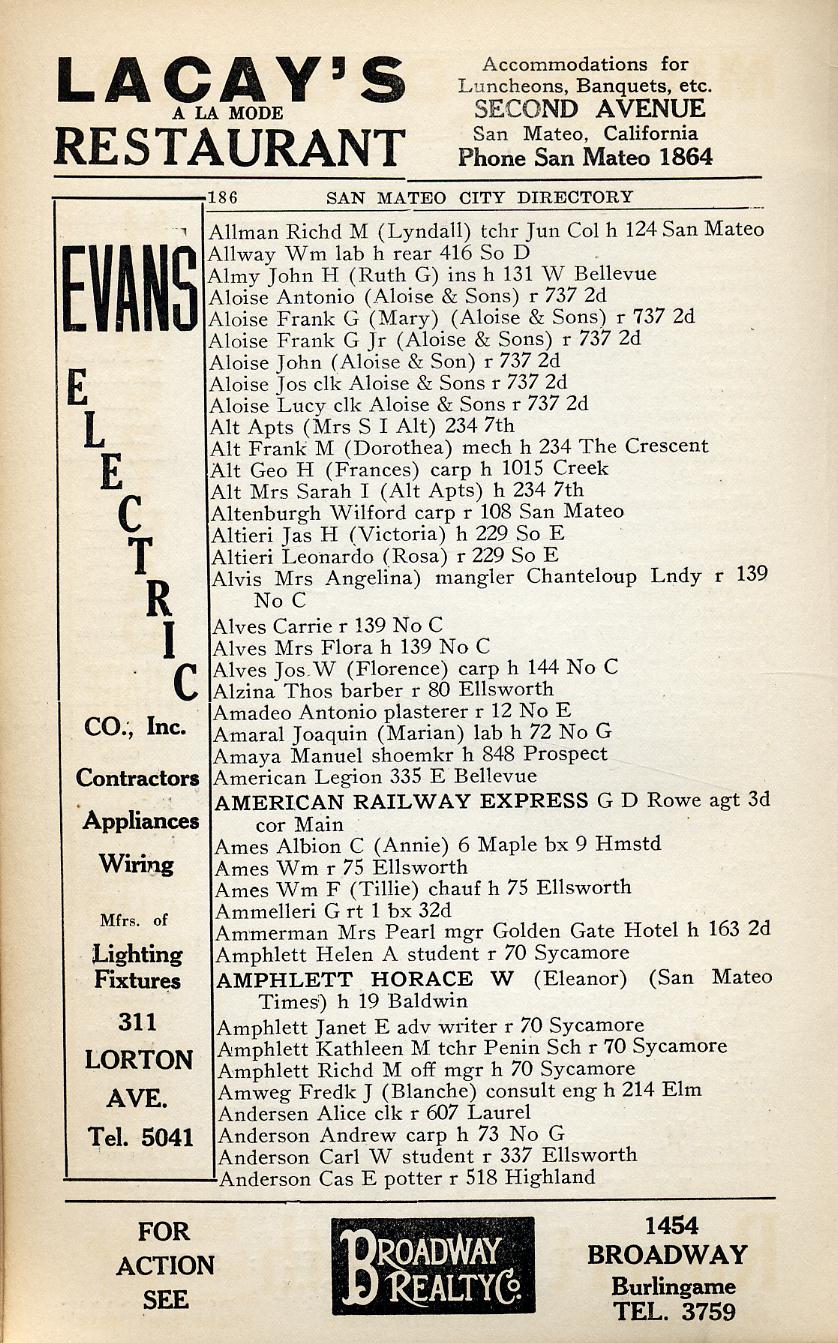 LACAY'S
A LA MODE
RESTAURANT
Accommodations for
Luncheons, Banquets, etc.
SECOND AVENUE
San Mateo, California
Phone San Mateo 1864
186 SAN MATEO CITY DIRECTORY
EVANS
ELECTRIC
CO., Inc.
Contractors
Appliances
Wiring
Mfrs. of
Lighting
Fixtures
311
LORTON
AVE.
Tel. 5041
Allman Richd M (Lyndall) tchr Jun Col h 124 San Mateo
Allway Wm lab h rear 416 So D
Almy John H (Ruth G) ins h 131 W Bellevue
Aloise Antonio (Aloise & Sons) r 737 2d
Aloise Frank G (Mary) (Aloise & Sons) r 737 2d
Aloise Frank G Jr (Aloise & Sons) r 737 2d
Aloise John (Aloise & Son) r 737 2d
Aloise Jos clk Aloise & Sons r 737 2d
Aloise Lucy clk Aloise & Sons r 737 2d
Alt Apts (Mrs S I Alt) 234 7th
Alt Frank M (Dorothea) mech h 234 The Crescent
Alt Geo H (Frances) carp h 1015 Creek
Alt Mrs Sarah I (Alt Apts) h 234 7th
Altenburgh Wilford carp r 108 San Mateo
Altieri Jas H (Victoria) h 229 So E
Altieri Leonardo (Rosa) r 229 So E
Alvis Mrs Angelina) mangler Chanteloup Lndy r 139
No C
Alves Carrie r 139 No C
Alves Mrs Flora h 139 No C
Alves Jos W (Florence) carp h 144 No C
Alzina Thos barber r 80 Ellsworth
Amadeo Antonio plasterer r 12 No E
Amaral Joaquin (Marian) lab h 72 No G
Amaya Manuel shoemkr h 848 Prospect
American Legion 335 E Bellevue
AMERICAN RAILWAY EXPRESS G D Rowe agt 3d
cor Main
Ames Albion C (Annie) 6 Maple bx 9 Hmstd
Ames Wm r 75 Ellsworth
Ames Wm F (Tillie) chauf h 75 Ellsworth
Ammelleri G rt 1 bx 32d
Ammerman Mrs Pearl mgr Golden Gate Hotel h 163 2d
Amphlett Helen A student r 70 Sycamore
AMPHLETT HORACE W (Eleanor) (San Mateo
Times) h 19 Baldwin
Amphlett Janet E adv writer r 70 Sycamore
Amphlett Kathleen M tchr Penin Sch r 70 Sycamore
Amphlett Richd M off mgr h 70 Sycamore
Amweg Fredk J (Blanche) consult eng h 214 Elm
Andersen Alice clk r 607 Laurel
Anderson Andrew carp h 73 No G
Anderson Carl W student r 337 Ellsworth
Anderson Cas E potter r 518 Highland
FOR
ACTION
SEE
BROADWAY
REALTY Co.
1454
BROADWAY
Burlingame
TEL. 3759